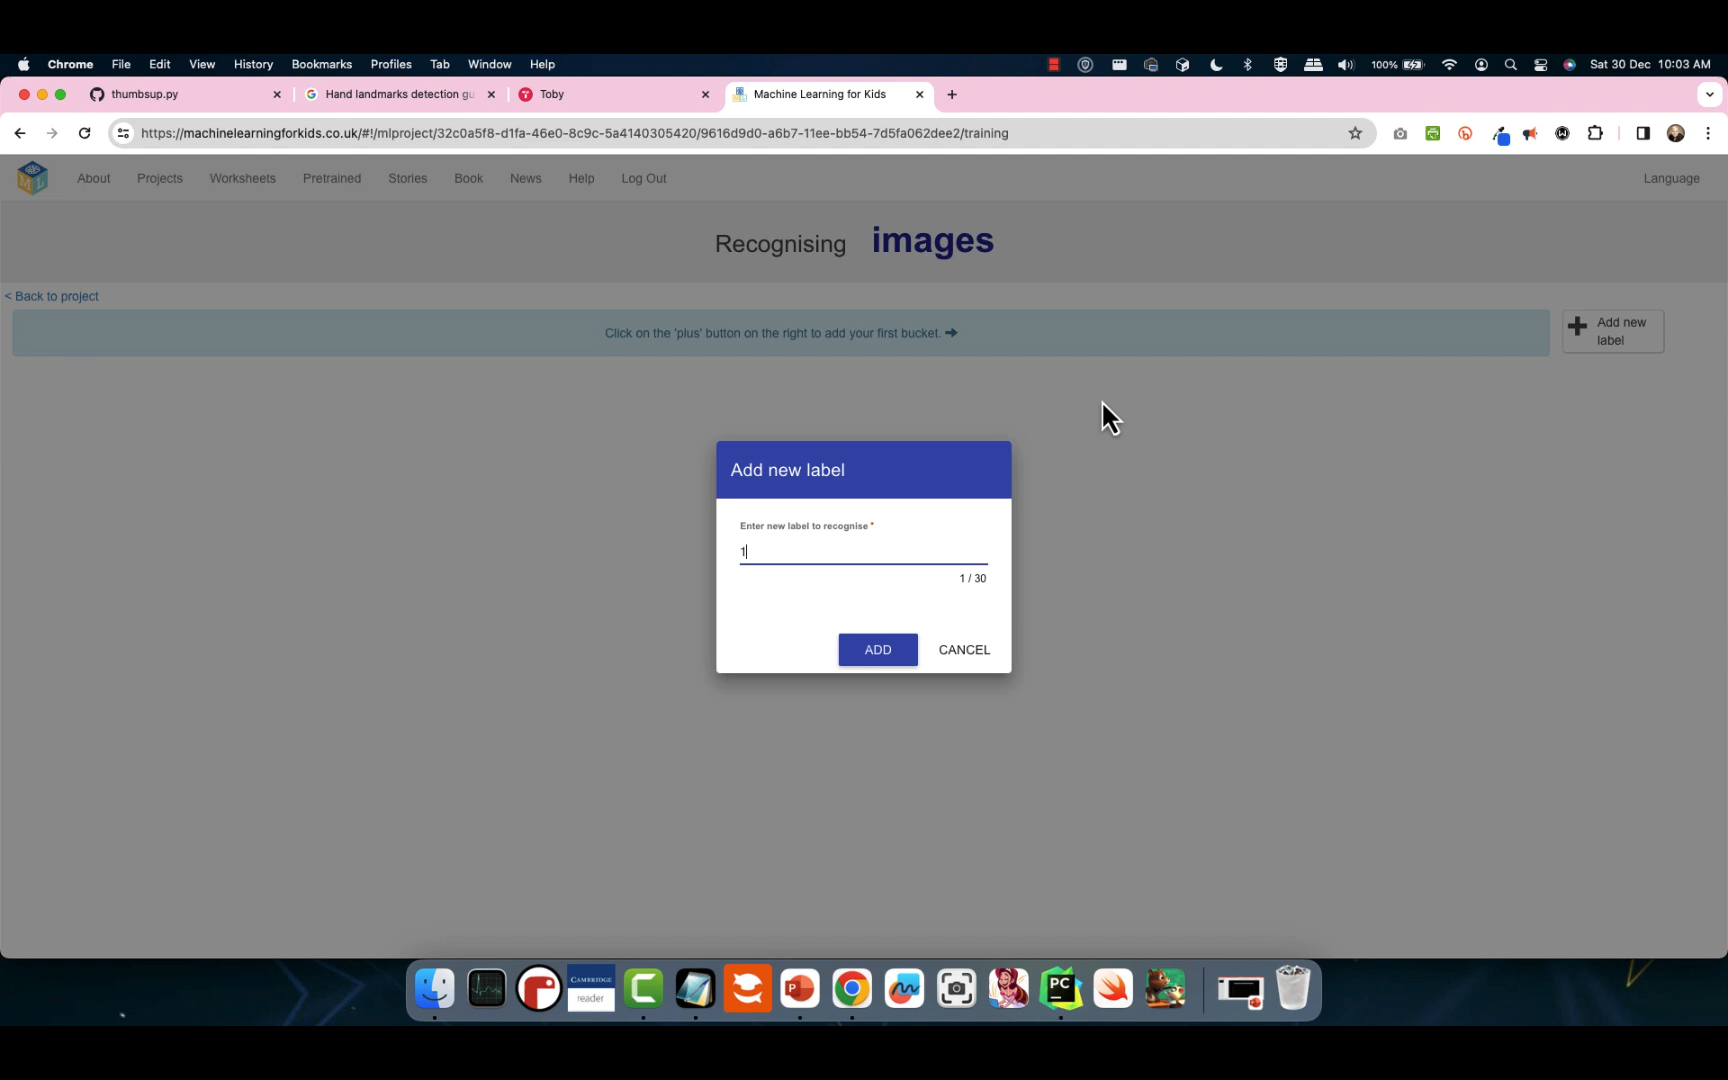 Chrome File Edit View History Bookmarks Profiles Tab Window Help 100% Sat 30 Dec 10:03 AM
thumbsup.py Hand landmarks detection gu Toby Machine Learning for Kids
https://machinelearningforkids.co.uk/#!/mlproject/32c0a5f8-d1fa-46e0-8c9c-5a4140305420/9616d9d0-a6b7-11ee-bb54-7d5fa062dee2/training
About Projects Worksheets Pretrained Stories Book News Help Log Out Language
Recognising images
< Back to project
Click on the 'plus' button on the right to add your first bucket.
Add new
label
Add new label
Enter new label to recognise *
1
1 / 30
ADD CANCEL
CAMBRIDGE
reader
PC